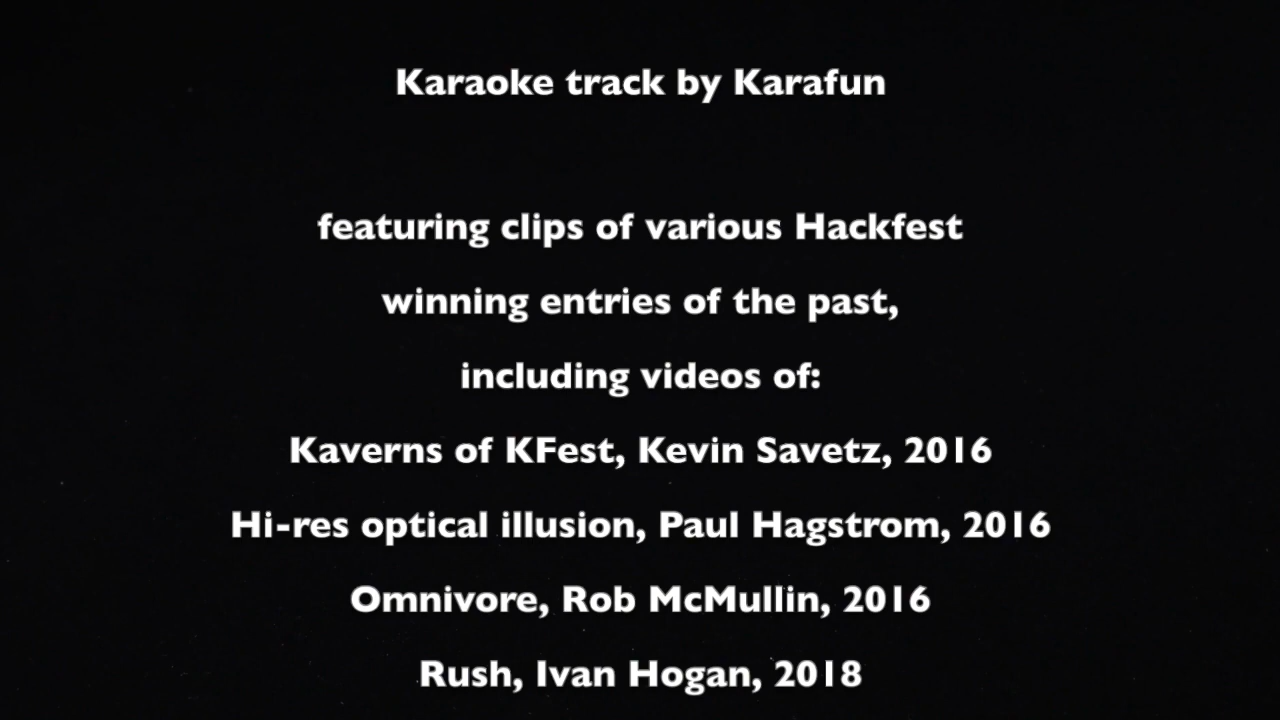 Karaoke track by Karafun
featuring clips of various Hackfest
winning entries of the past,
including videos of:
Kaverns of KFest, Kevin Savetz, 2016
Hi-res optical illusion, Paul Hagstrom, 2016
Omnivore, Rob McMullin, 2016
Rush, Ivan Hogan, 2018